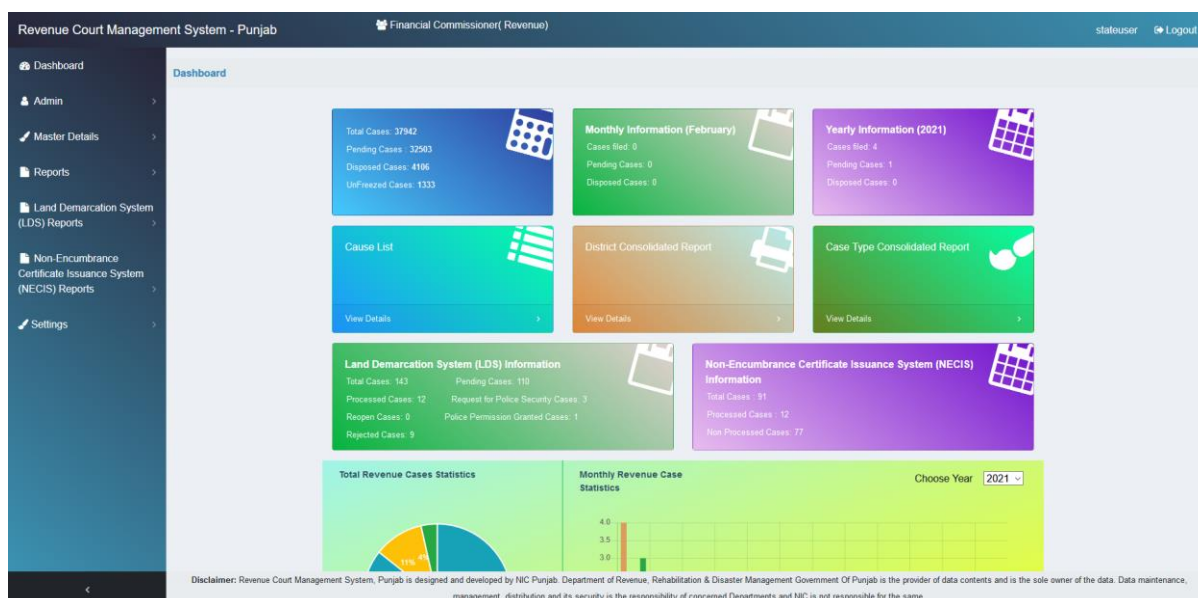 Revenue Court Management System - Punjab
Financial Commissioner( Revenue)
stateuser
Logout
Dashboard
Admin
Master Details
Reports
Land Demarcation System
(LDS) Reports
Non-Encumbrance
Certificate Issuance System
(NECIS) Reports
Settings
Dashboard
Total Cases: 37942
Pending Cases : 32503
Disposed Cases: 4106
UnFreezed Cases: 1333
Monthly Information (February)
Cases filed: 0
Pending Cases: 0
Disposed Cases: 0
Yearly Information (2021)
Cases filed: 4
Pending Cases: 1
Disposed Cases: 0
Cause List
View Details
District Consolidated Report
View Details
Case Type Consolidated Report
View Details
Land Demarcation System (LDS) Information
Total Cases: 143 Pending Cases: 110
Processed Cases: 12 Request for Police Security Cases: 3
Reopen Cases: 0 Police Permission Granted Cases: 1
Rejected Cases: 9
Non-Encumbrance Certificate Issuance System (NECIS)
Information
Total Cases : 91
Processed Cases : 12
Non Processed Cases: 77
Total Revenue Cases Statistics
11%
4%
Monthly Revenue Case
Statistics
Choose Year 2021
4.0
3.5
3.0
Disclaimer: Revenue Court Management System, Punjab is designed and developed by NIC Punjab. Department of Revenue, Rehabilitation & Disaster Management Government Of Punjab is the provider of data contents and is the sole owner of the data. Data maintenance,
management, distribution and its security is the responsibility of concerned Departments and NIC is not responsible for the same